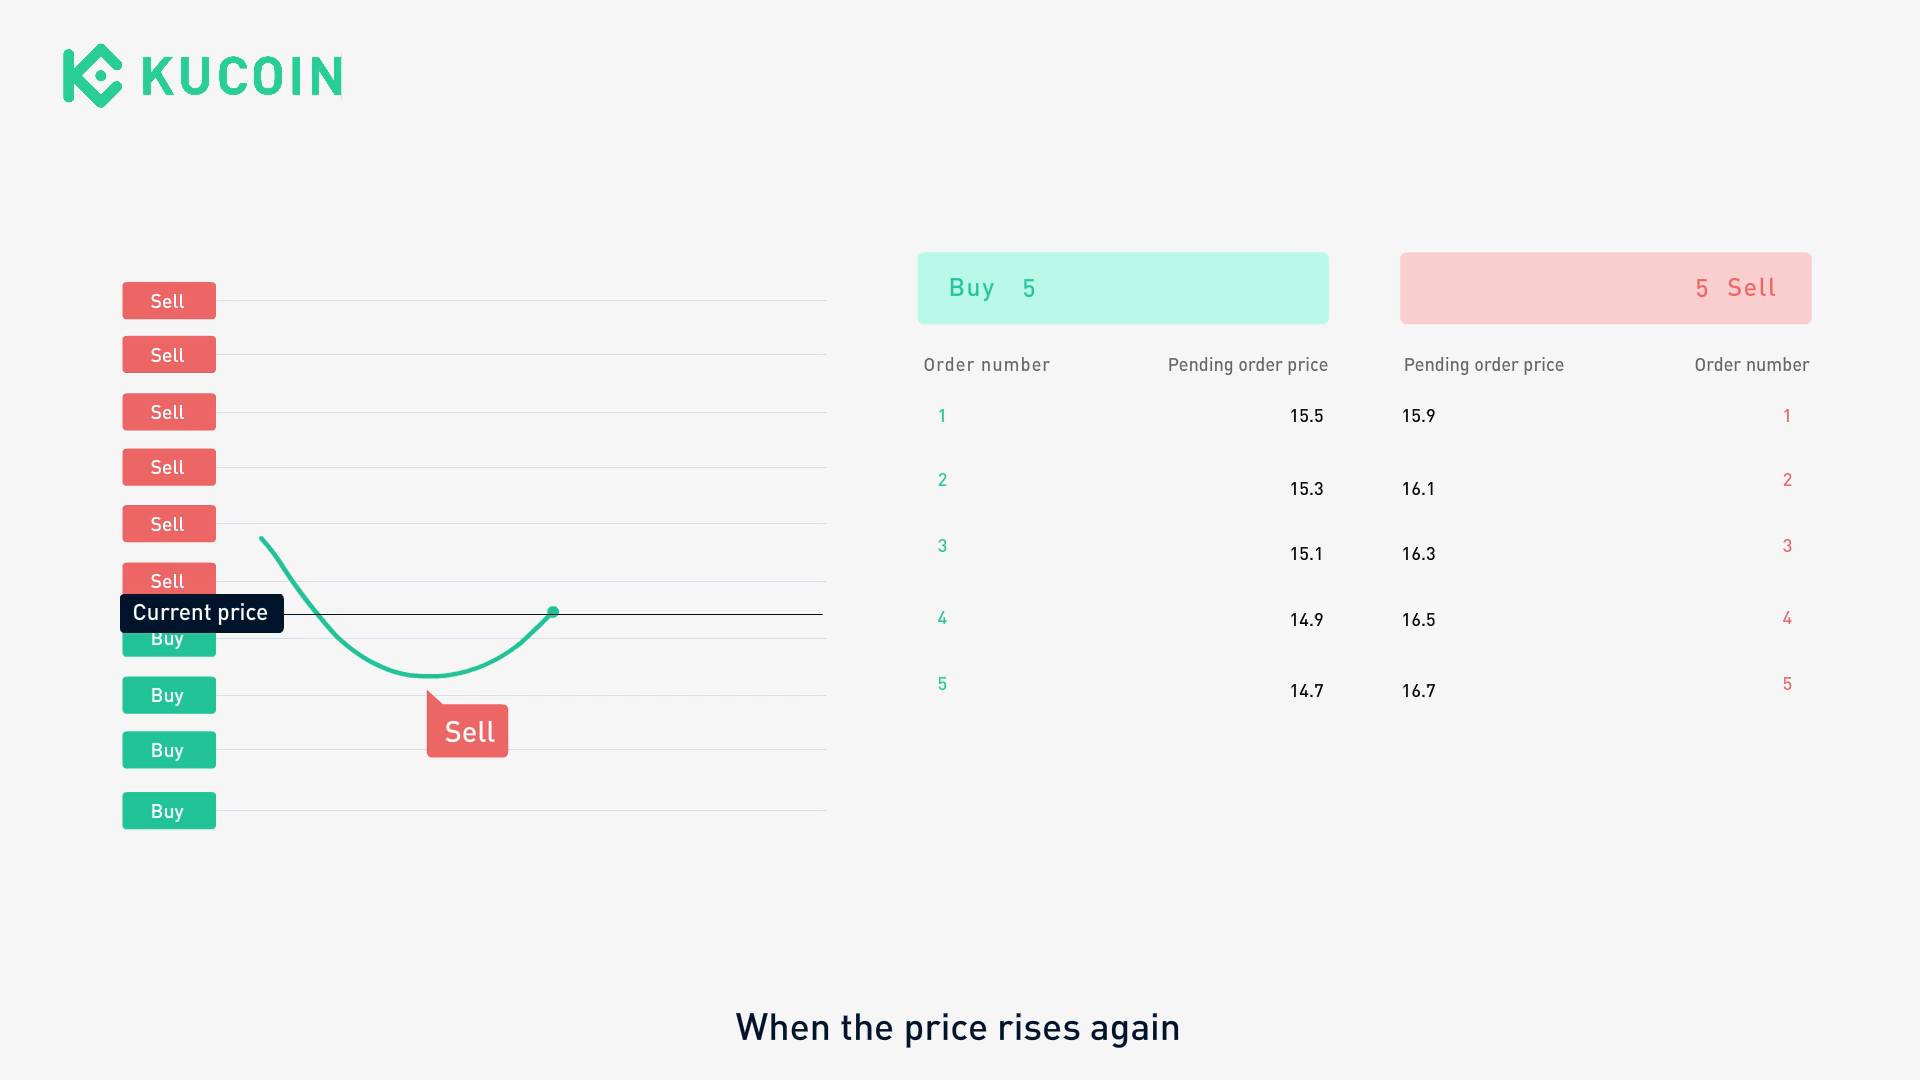 KUCOIN
Sell
Sell
Sell
Sell
Sell
Sell
Current price
Buy
Buy
Buy
Buy
Sell
Buy 5
5 Sell
Order number Pending order price Pending order price Order number
1 15.5 15.9 1
2 15.3 16.1 2
3 15.1 16.3 3
4 14.9 16.5 4
5 14.7 16.7 5
When the price rises again